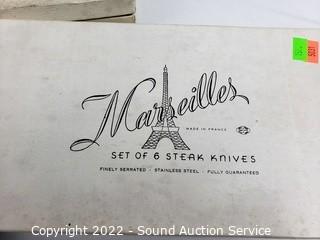 Marseilles
MADE IN FRANCE
SET OF 6 STEAK KNIVES
FINELY SERRATED - STAINLESS STEEL - FULLY GUARANTEED
Copyright 2022 - Sound Auction Service